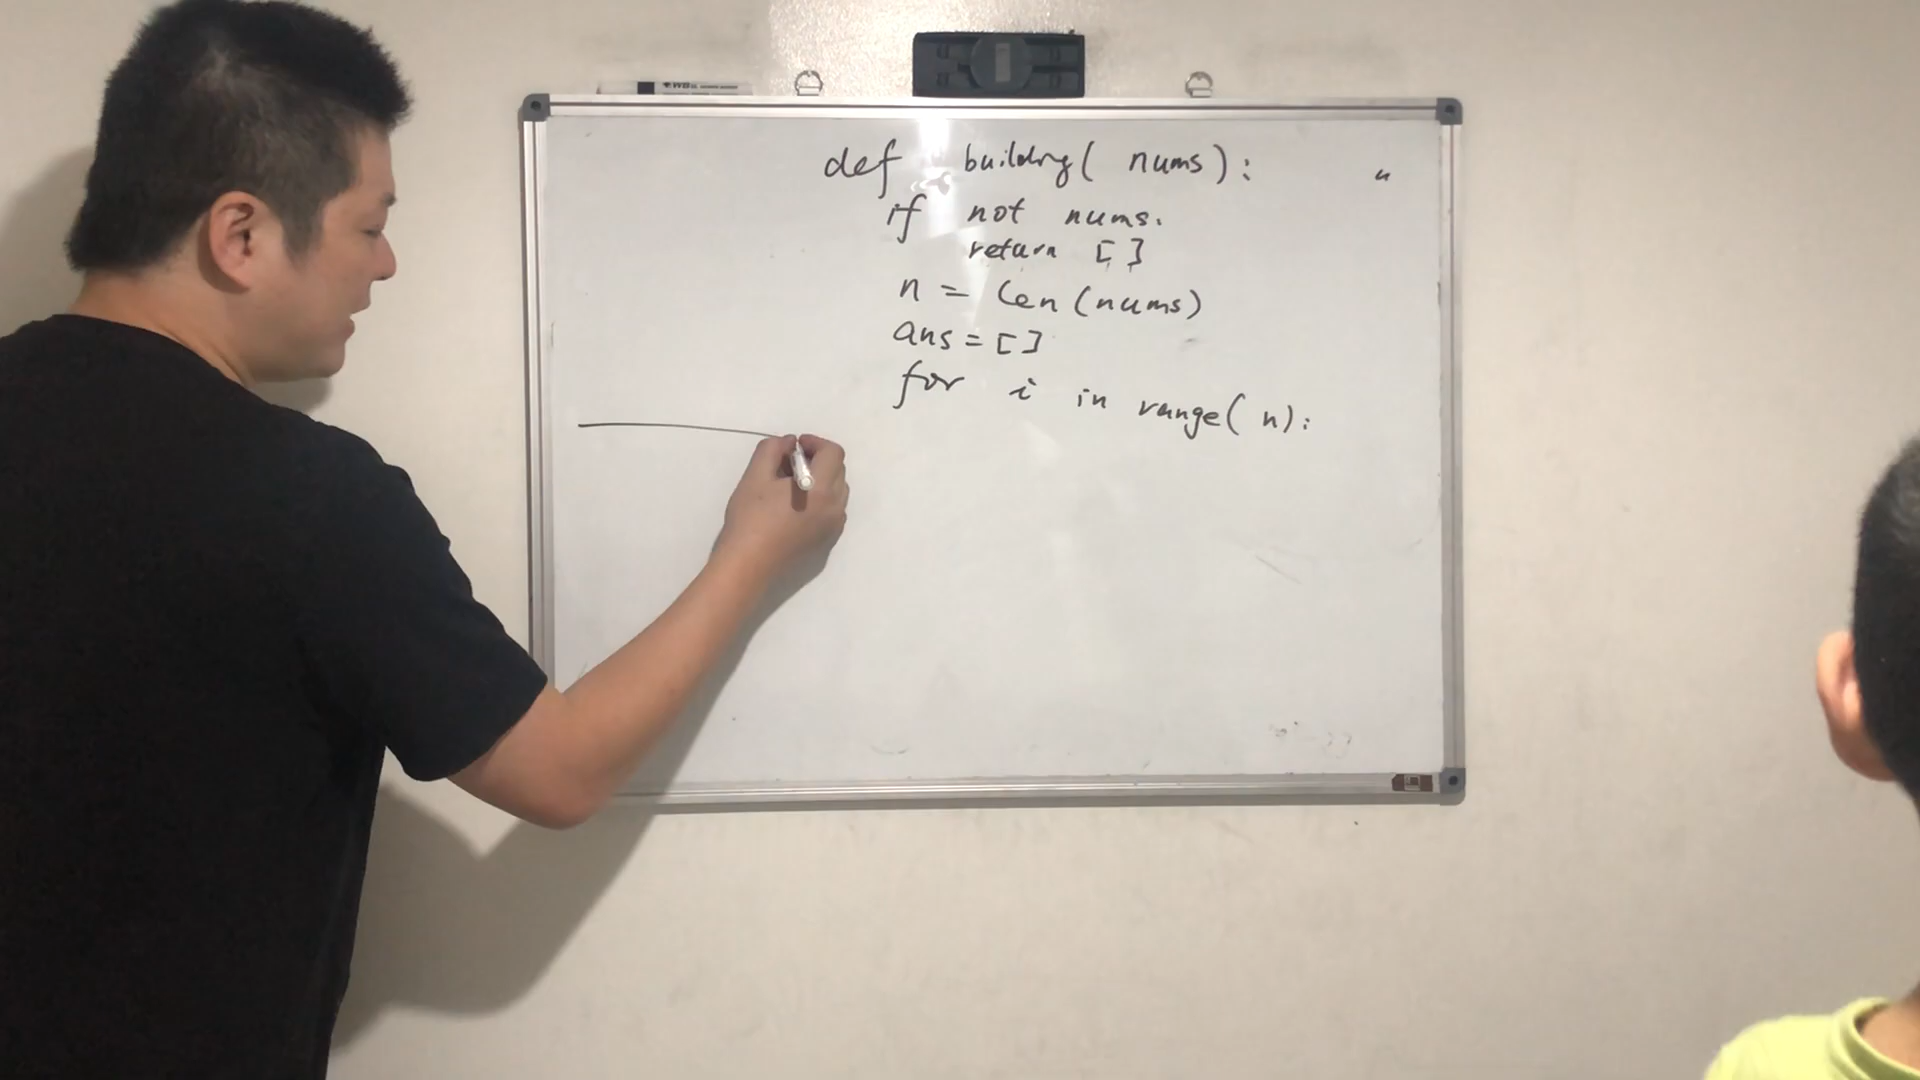 def building( nums ):
if not nums.
return [ ]
n = len (nums)
ans = [ ]
for i in range( n):